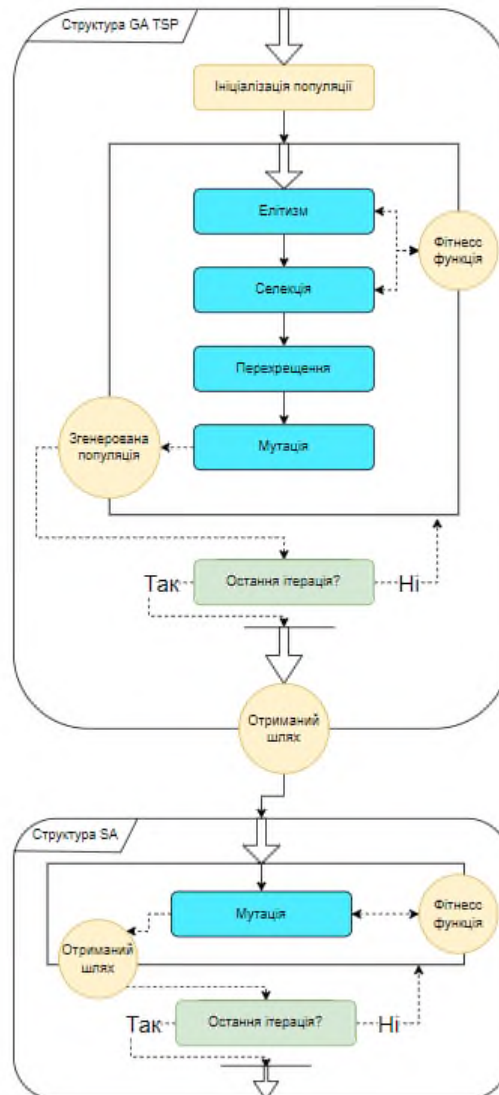 Структура GA TSP
Ініціалізація популяції
Елітизм
Фітнесс
функція
Селекція
Перехрещення
Згенерована
популяція
Мутація
Так
Остання ітерація?
Ні
Отриманий
шлях
Структура SA
Мутація
Фітнесс
функція
Отриманий
шлях
Так
Остання ітерація?
Ні